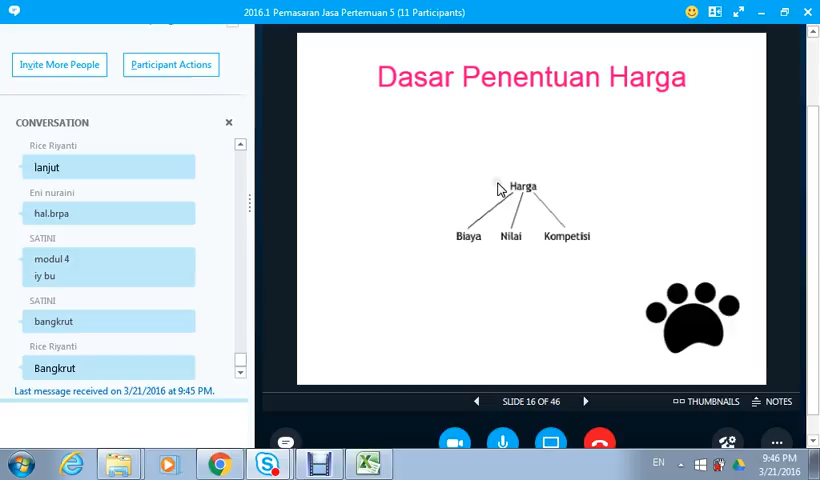 2016.1 Pemasaran Jasa Pertemuan 5 (11 Participants)
Invite More People
Participant Actions
CONVERSATION
Rice Riyanti
lanjut
Eni nuraini
hal.brpa
SATINI
modul 4
iy bu
SATINI
bangkrut
Rice Riyanti
Bangkrut
Last message received on 3/21/2016 at 9:45 PM.
Dasar Penentuan Harga
Harga
Biaya Nilai Kompetisi
SLIDE 16 OF 46
THUMBNAILS
NOTES
EN
9:46 PM
3/21/2016